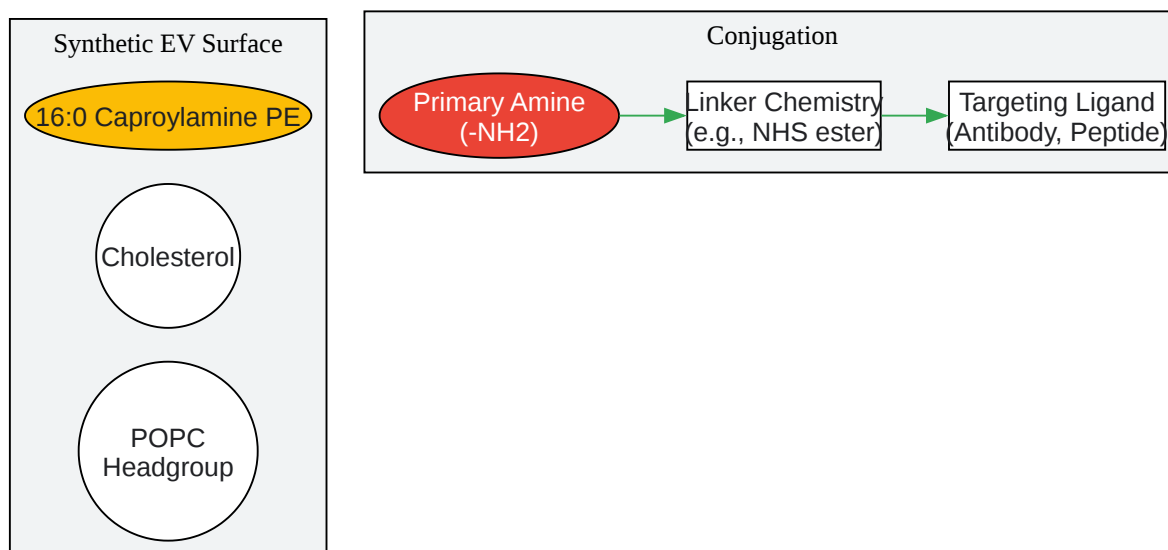 Synthetic EV Surface
16:0 Caproylamine PE
Cholesterol
POPC
Headgroup
Conjugation
Primary Amine
(-NH2)
Linker Chemistry
(e.g., NHS ester)
Targeting Ligand
(Antibody, Peptide)